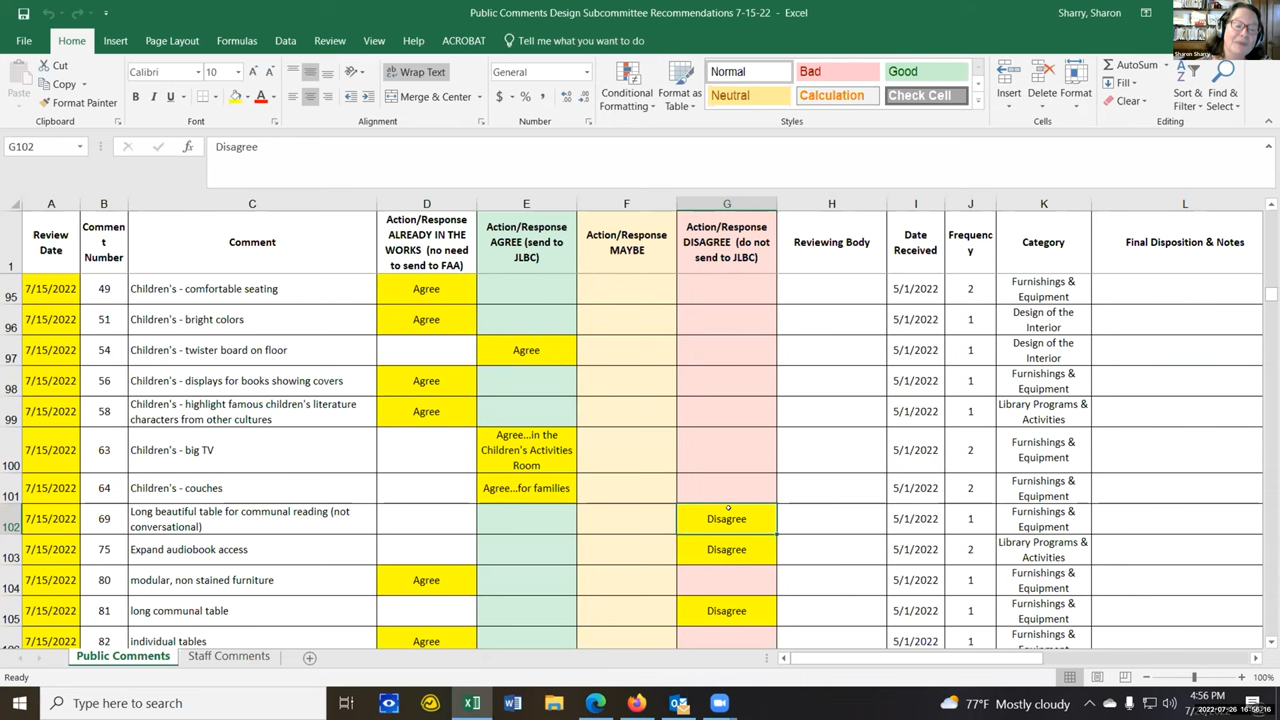 Public Comments Design Subcommittee Recommendations 7-15-22 - Excel
Sharry, Sharon
Sharon Sharry
File Home Insert Page Layout Formulas Data Review View Help ACROBAT Tell me what you want to do
Paste
Cut
Copy
Format Painter
Calibri 10
B I U A
Wrap Text
Merge & Center
General
$ % ,
Conditional Formatting
Format as Table
Normal Bad Good
Neutral Calculation Check Cell
Insert Delete Format
AutoSum
Fill
Clear
Sort & Filter
Find & Select
Clipboard Font Alignment Number Styles Cells Editing
G102 fx Disagree
A B C D E F G H I J K L
1 Review Date Comment Number Comment Action/Response ALREADY IN THE WORKS (no need to send to FAA) Action/Response AGREE (send to JLBC) Action/Response MAYBE Action/Response DISAGREE (do not send to JLBC) Reviewing Body Date Received Frequency Category Final Disposition & Notes
95 7/15/2022 49 Children's - comfortable seating Agree 5/1/2022 2 Furnishings & Equipment
96 7/15/2022 51 Children's - bright colors Agree 5/1/2022 1 Design of the Interior
97 7/15/2022 54 Children's - twister board on floor Agree 5/1/2022 1 Design of the Interior
98 7/15/2022 56 Children's - displays for books showing covers Agree 5/1/2022 1 Furnishings & Equipment
99 7/15/2022 58 Children's - highlight famous children's literature characters from other cultures Agree 5/1/2022 1 Library Programs & Activities
100 7/15/2022 63 Children's - big TV Agree...in the Children's Activities Room 5/1/2022 2 Furnishings & Equipment
101 7/15/2022 64 Children's - couches Agree...for families 5/1/2022 2 Furnishings & Equipment
102 7/15/2022 69 Long beautiful table for communal reading (not conversational) Disagree 5/1/2022 1 Furnishings & Equipment
103 7/15/2022 75 Expand audiobook access Disagree 5/1/2022 2 Library Programs & Activities
104 7/15/2022 80 modular, non stained furniture Agree 5/1/2022 1 Furnishings & Equipment
105 7/15/2022 81 long communal table Disagree 5/1/2022 1 Furnishings & Equipment
7/15/2022 82 individual tables Agree 5/1/2022 1 Furnishings &
Public Comments Staff Comments
Ready 100%
Type here to search
77°F Mostly cloudy
4:56 PM
2022-07-26 16:56:16